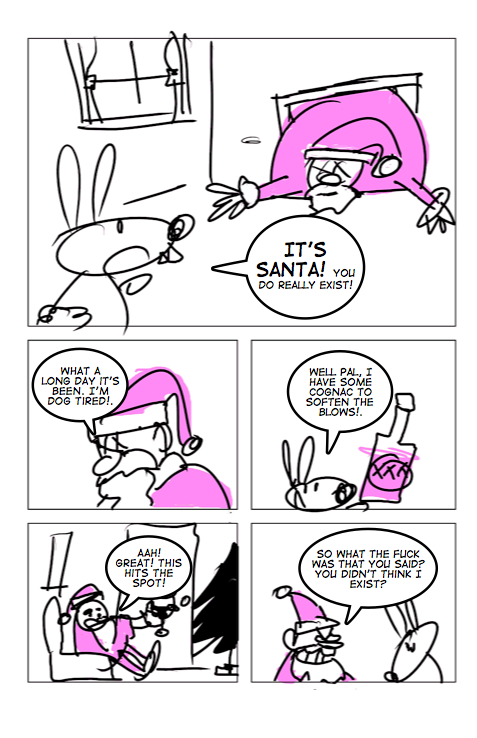 IT'S
SANTA! YOU
DO REALLY EXIST!
WHAT A
LONG DAY IT'S
BEEN. I'M
DOG TIRED!.
WELL PAL, I
HAVE SOME
COGNAC TO
SOFTEN THE
BLOWS!.
XXX
AAH!
GREAT! THIS
HITS THE
SPOT!
SO WHAT THE FUCK
WAS THAT YOU SAID?
YOU DIDN'T THINK I
EXIST?